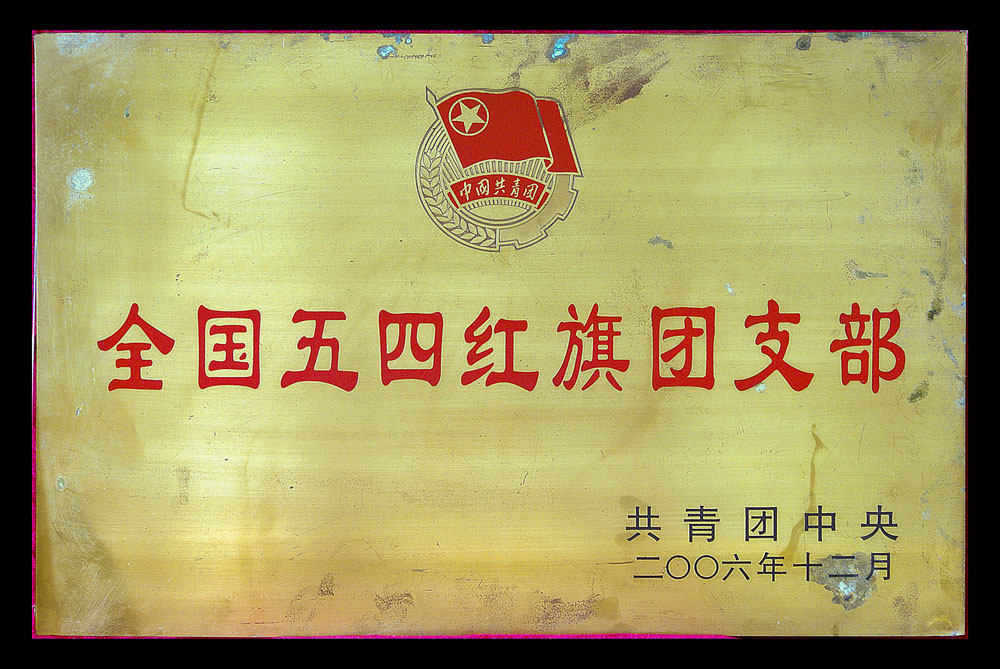 中國共青团
全国五四红旗团支部
共青团中央
二〇〇六年十二月